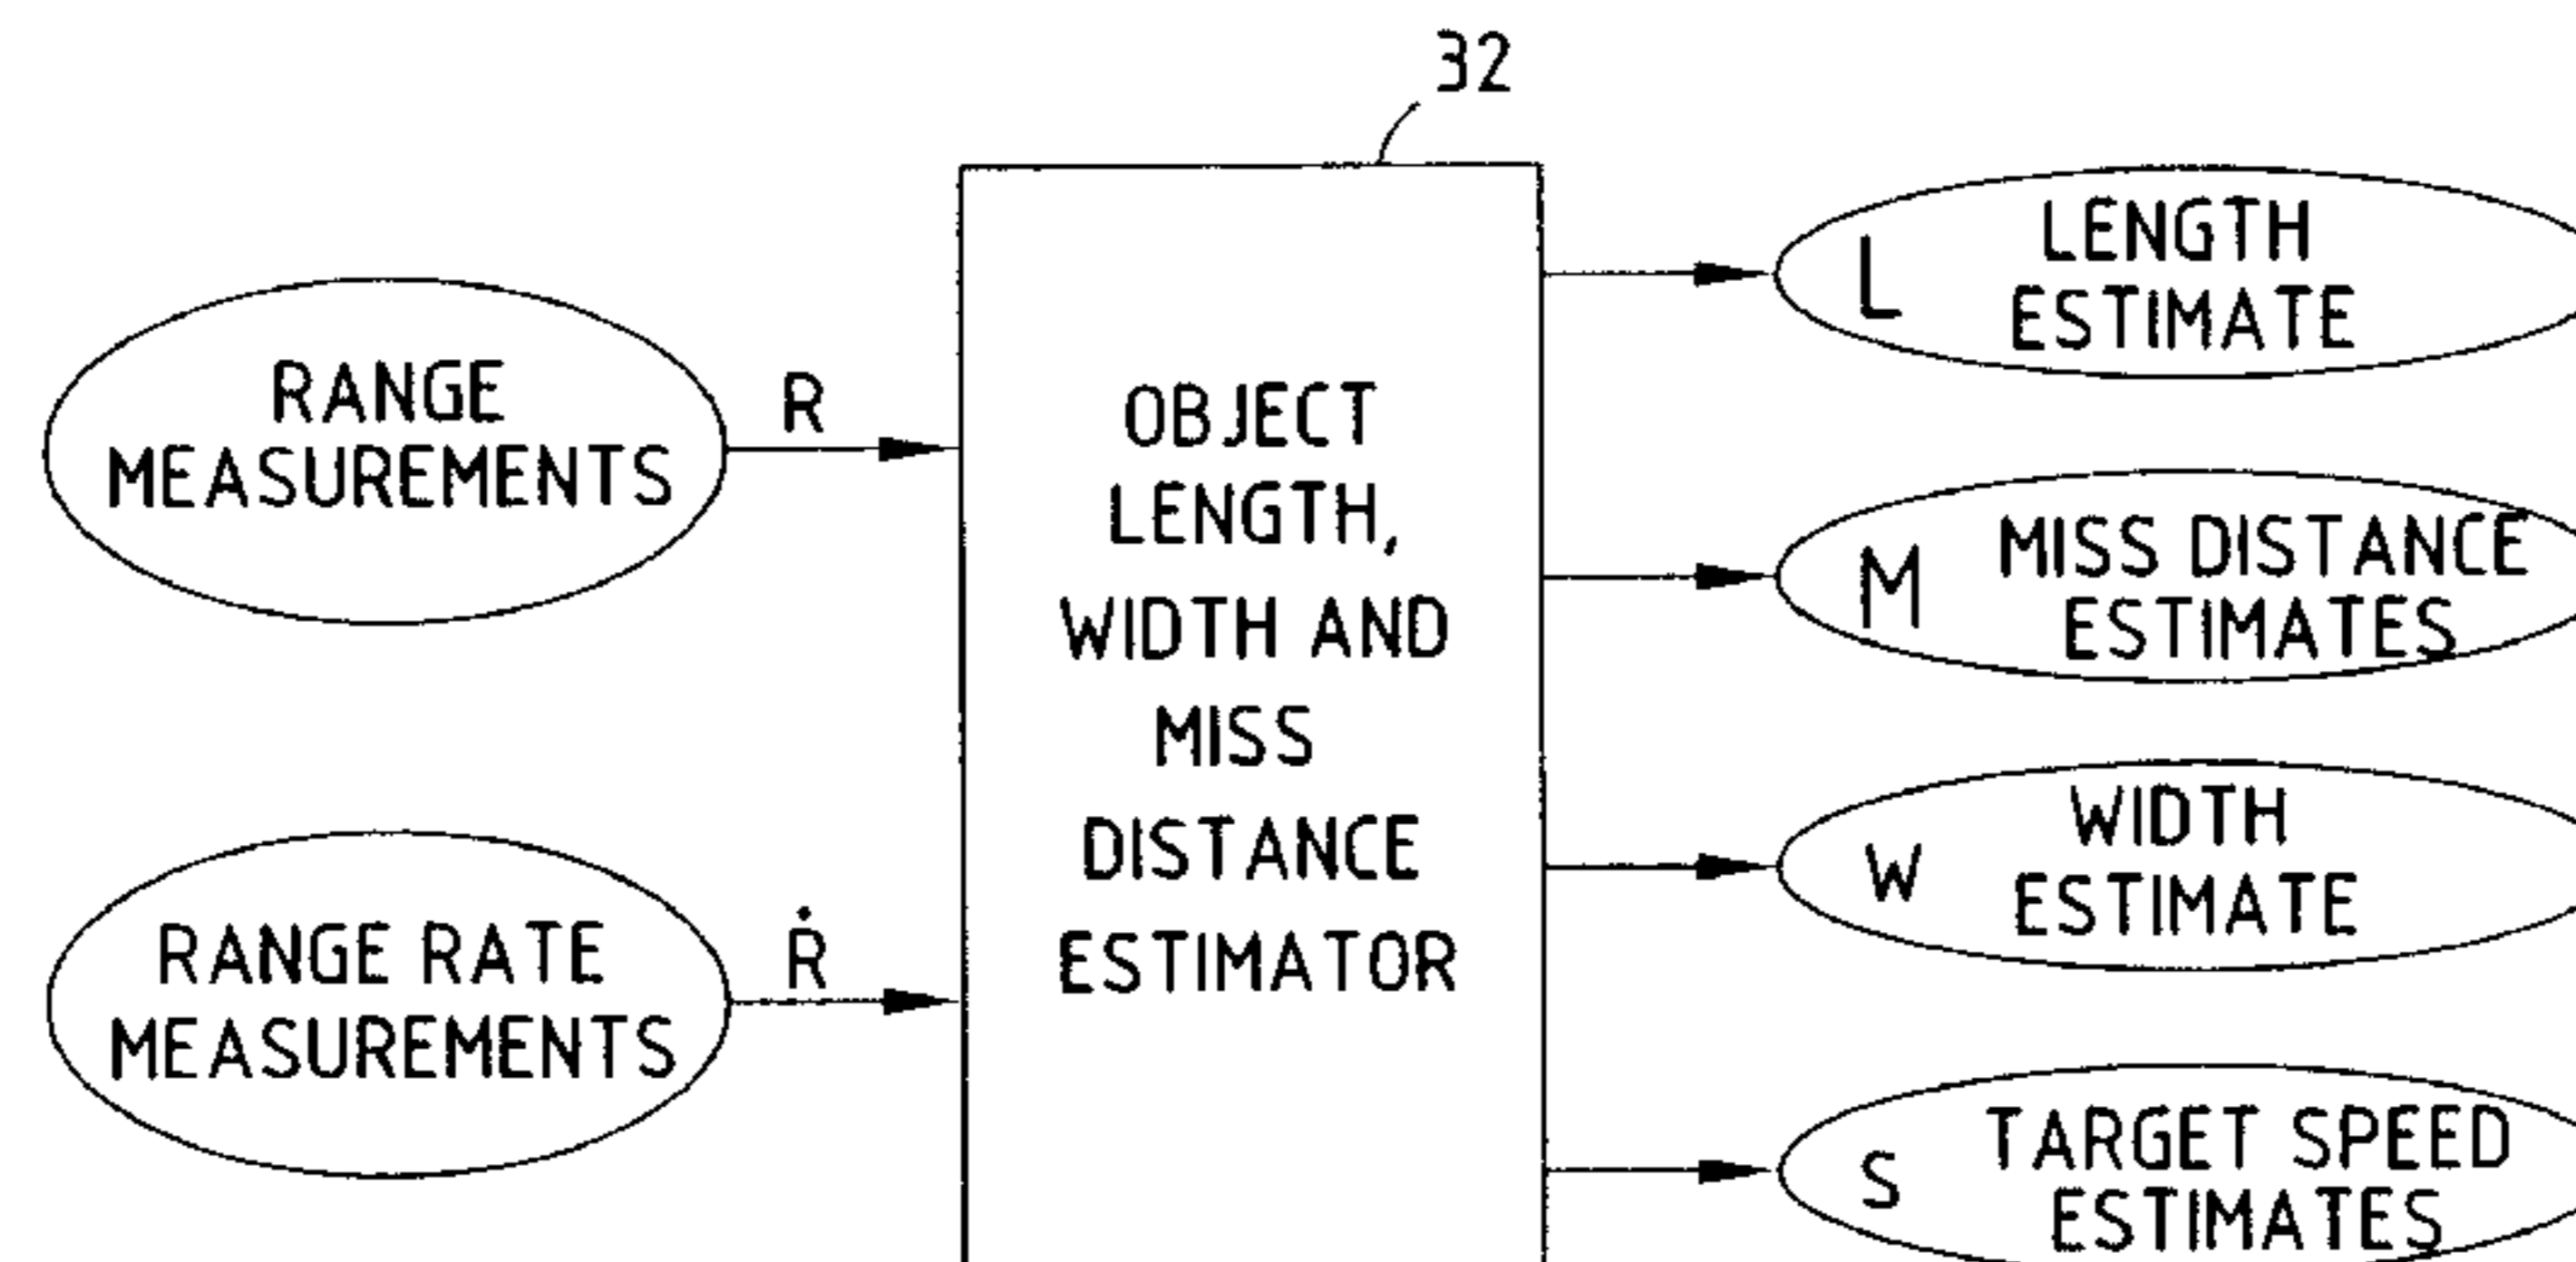 32
RANGE
MEASUREMENTS
R
RANGE RATE
MEASUREMENTS
Ṙ
OBJECT
LENGTH,
WIDTH AND
MISS
DISTANCE
ESTIMATOR
L
LENGTH
ESTIMATE
M
MISS DISTANCE
ESTIMATES
W
WIDTH
ESTIMATE
S
TARGET SPEED
ESTIMATES